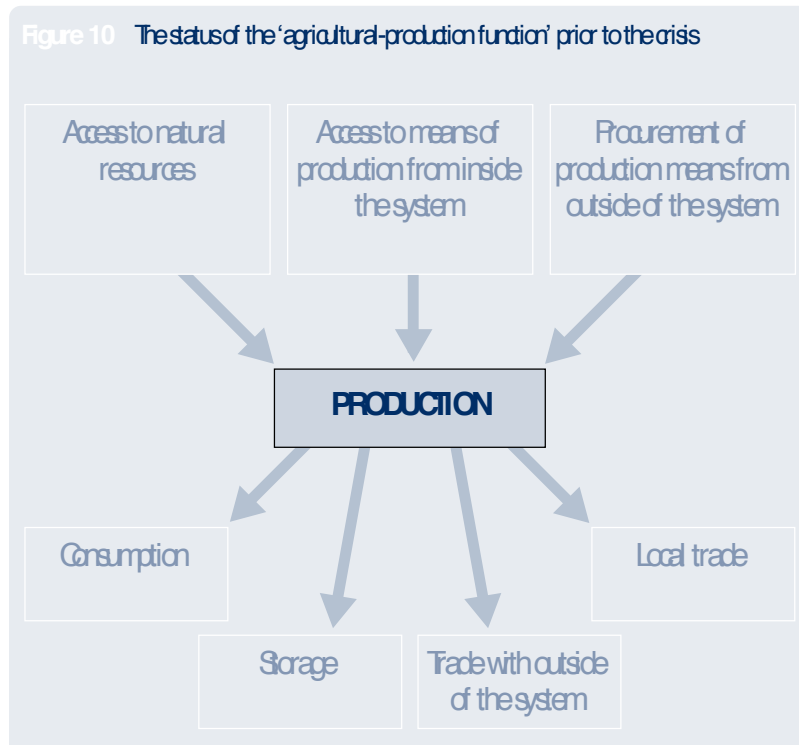 Figure 10 The status of the ‘agricultural-production function’ prior to the crisis
Access to natural
resources
Access to means of
production from inside
the system
Procurement of
production means from
outside of the system
PRODUCTION
Consumption
Local trade
Storage
Trade with outside
of the system